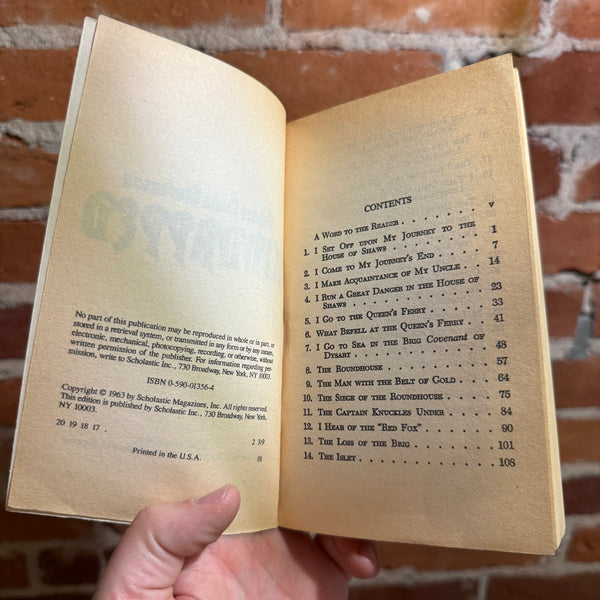 No part of this publication may be reproduced in whole or in part, or
stored in a retrieval system, or transmitted in any form or by any means,
electronic, mechanical, photocopying, recording, or otherwise, without
written permission of the publisher. For information regarding per-
mission, write to Scholastic Inc., 730 Broadway, New York, NY 10003.
ISBN 0-590-01356-4
Copyright © 1963 by Scholastic Magazines, Inc. All rights reserved.
This edition is published by Scholastic Inc., 730 Broadway, New York,
NY 10003.
20 19 18 17 . 2 3/9
Printed in the U.S.A. 01
CONTENTS
A Word to the Reader . . . . . . . . v
1. I Set Off upon My Journey to the
House of Shaws . . . . . . . . . . 1
2. I Come to My Journey's End . . . . . 7
3. I Make Acquaintance of My Uncle . . 14
4. I Run a Great Danger in the House of
Shaws . . . . . . . . . . . . . . 23
5. I Go to the Queen's Ferry . . . . . . 33
6. What Befell at the Queen's Ferry . . 41
7. I Go to Sea in the Brig Covenant of
Dysart . . . . . . . . . . . . . . 48
8. The Roundhouse . . . . . . . . . . 57
9. The Man with the Belt of Gold . . . 64
10. The Siege of the Roundhouse . . . . 75
11. The Captain Knuckles Under . . . . 84
12. I Hear of the "Red Fox" . . . . . . 90
13. The Loss of the Brig . . . . . . . . 101
14. The Islet . . . . . . . . . . . . . 108